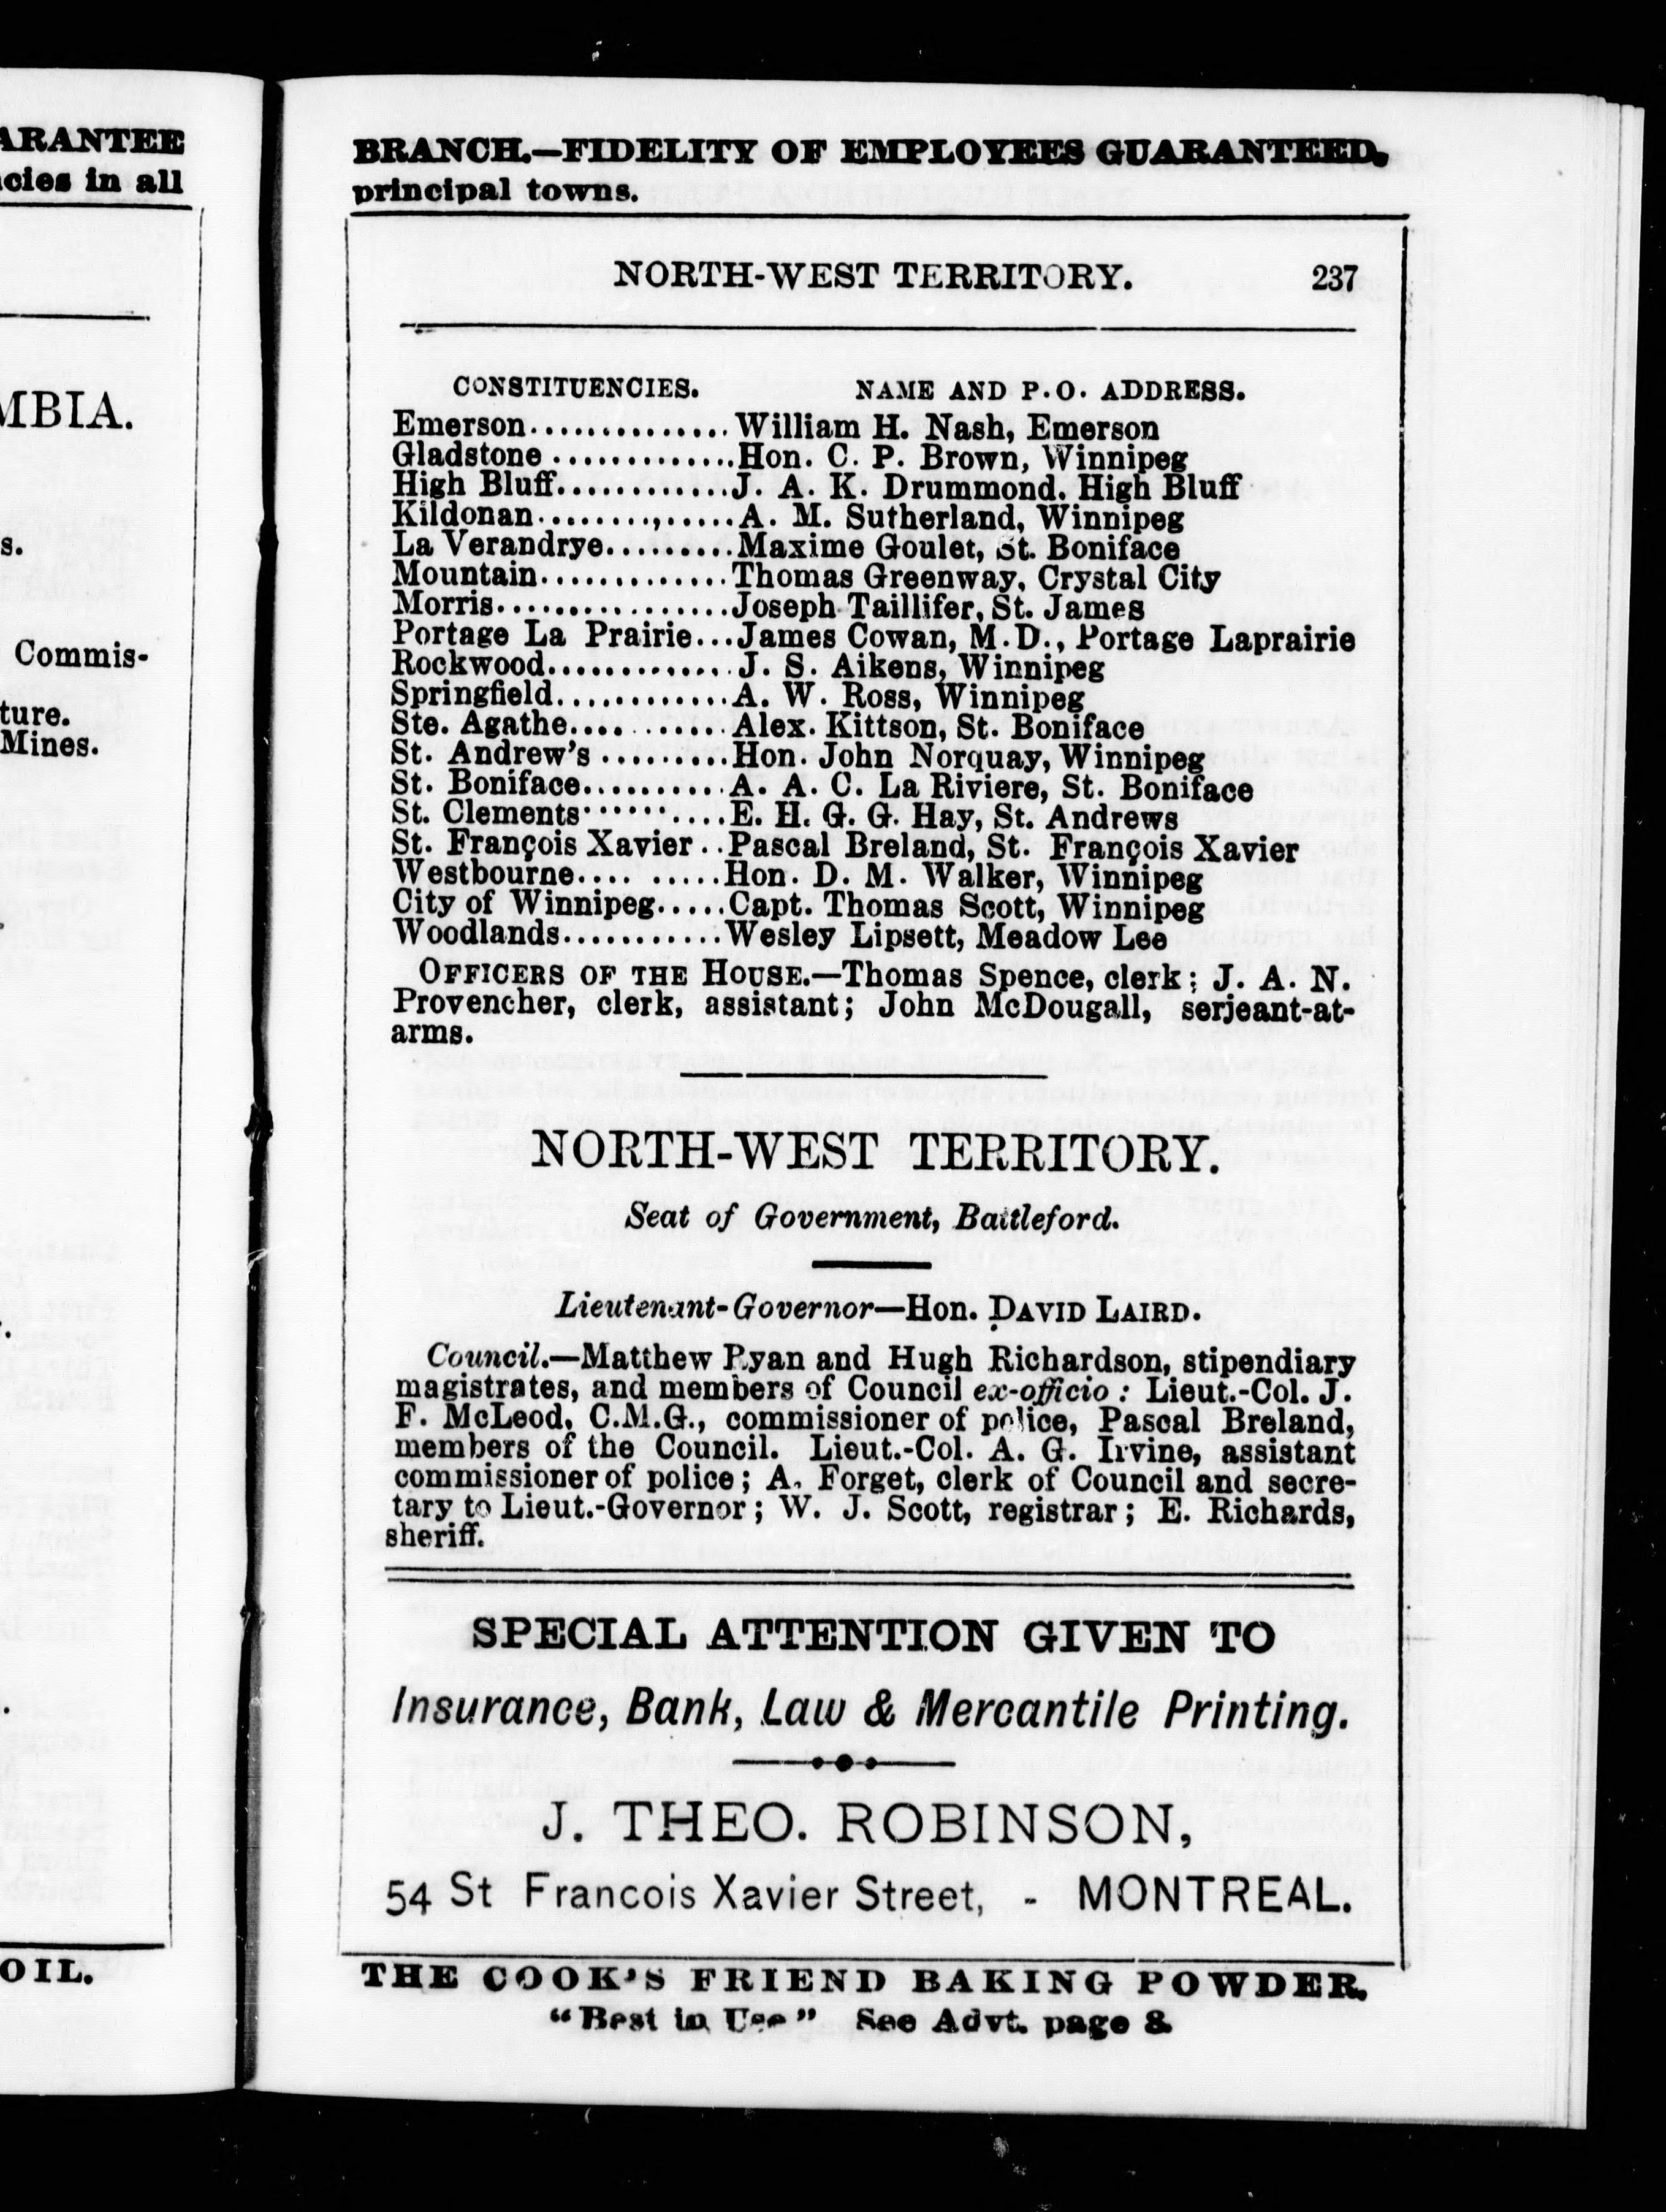 ARANTEE
cies in all
MBIA.
s.
Commis-
ture.
Mines.
OIL.
BRANCH.—FIDELITY OF EMPLOYEES GUARANTEED.
principal towns.
NORTH-WEST TERRITORY. 237
CONSTITUENCIES. NAME AND P.O. ADDRESS.
Emerson..............William H. Nash, Emerson
Gladstone .............Hon. C. P. Brown, Winnipeg
High Bluff............J. A. K. Drummond. High Bluff
Kildonan........,.....A. M. Sutherland, Winnipeg
La Verandrye.........Maxime Goulet, St. Boniface
Mountain.............Thomas Greenway, Crystal City
Morris................Joseph Taillifer, St. James
Portage La Prairie...James Cowan, M.D., Portage Laprairie
Rockwood.............J. S. Aikens, Winnipeg
Springfield............A. W. Ross, Winnipeg
Ste. Agathe...........Alex. Kittson, St. Boniface
St. Andrew's .........Hon. John Norquay, Winnipeg
St. Boniface..........A. A. C. La Riviere, St. Boniface
St. Clements..........E. H. G. G. Hay, St. Andrews
St. François Xavier..Pascal Breland, St. François Xavier
Westbourne.... .....Hon. D. M. Walker, Winnipeg
City of Winnipeg.....Capt. Thomas Scott, Winnipeg
Woodlands...........Wesley Lipsett, Meadow Lee
OFFICERS OF THE HOUSE.—Thomas Spence, clerk; J. A. N.
Provencher, clerk, assistant; John McDougall, serjeant-at-
arms.
NORTH-WEST TERRITORY.
Seat of Government, Battleford.
Lieutenant-Governor—Hon. DAVID LAIRD.
Council.—Matthew Ryan and Hugh Richardson, stipendiary
magistrates, and members of Council ex-officio : Lieut.-Col. J.
F. McLeod, C.M.G., commissioner of police, Pascal Breland,
members of the Council. Lieut.-Col. A. G. Irvine, assistant
commissioner of police; A. Forget, clerk of Council and secre-
tary to Lieut.-Governor; W. J. Scott, registrar; E. Richards,
sheriff.
SPECIAL ATTENTION GIVEN TO
Insurance, Bank, Law & Mercantile Printing.
J. THEO. ROBINSON,
54 St Francois Xavier Street, - MONTREAL.
THE COOK'S FRIEND BAKING POWDER.
"Best in Use" See Advt. page 8.